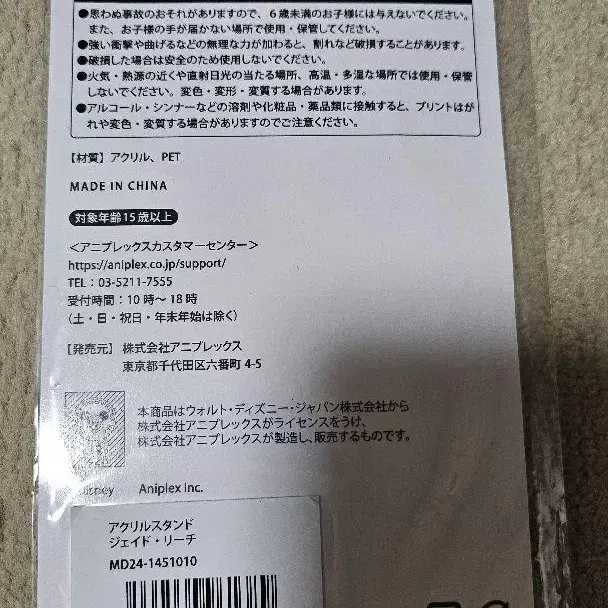 ●思わぬ事故のおそれがありますので、６歳未満のお子様には与えないでください。
また、お子様の手が届かない場所で使用・保管してください。
●強い衝撃や曲げるなどの無理な力が加わると、割れなど破損することがあります。
●破損した場合は安全のため使用しないでください。
●火気・熱源の近くや直射日光の当たる場所、高温・多湿な場所では使用・保管
しないでください。変色・変形・変質する場合があります。
●アルコール・シンナーなどの溶剤や化粧品・薬品類に接触すると、プリントはが
れや変色・変質する場合がありますのでご注意ください。
【材質】アクリル、PET
MADE IN CHINA
対象年齢15歳以上
＜アニプレックスカスタマーセンター＞
https://aniplex.co.jp/support/
TEL：03-5211-7555
受付時間：10時～18時
（土・日・祝日・年末年始は除く）
【発売元】株式会社アニプレックス
東京都千代田区六番町 4-5
本商品はウォルト・ディズニー・ジャパン株式会社から
株式会社アニプレックスがライセンスをうけ、
株式会社アニプレックスが製造し、販売するものです。
Aniplex Inc.
アクリルスタンド
ジェイド・リーチ
MD24-1451010